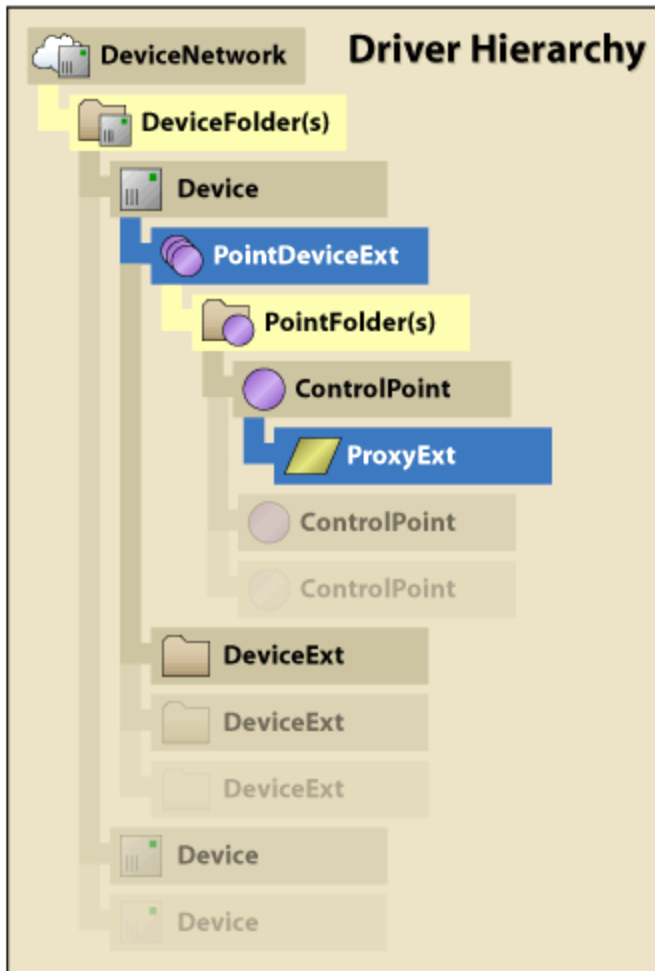 Driver Hierarchy
DeviceNetwork
DeviceFolder(s)
Device
PointDeviceExt
PointFolder(s)
ControlPoint
ProxyExt
ControlPoint
ControlPoint
DeviceExt
DeviceExt
DeviceExt
Device
Device